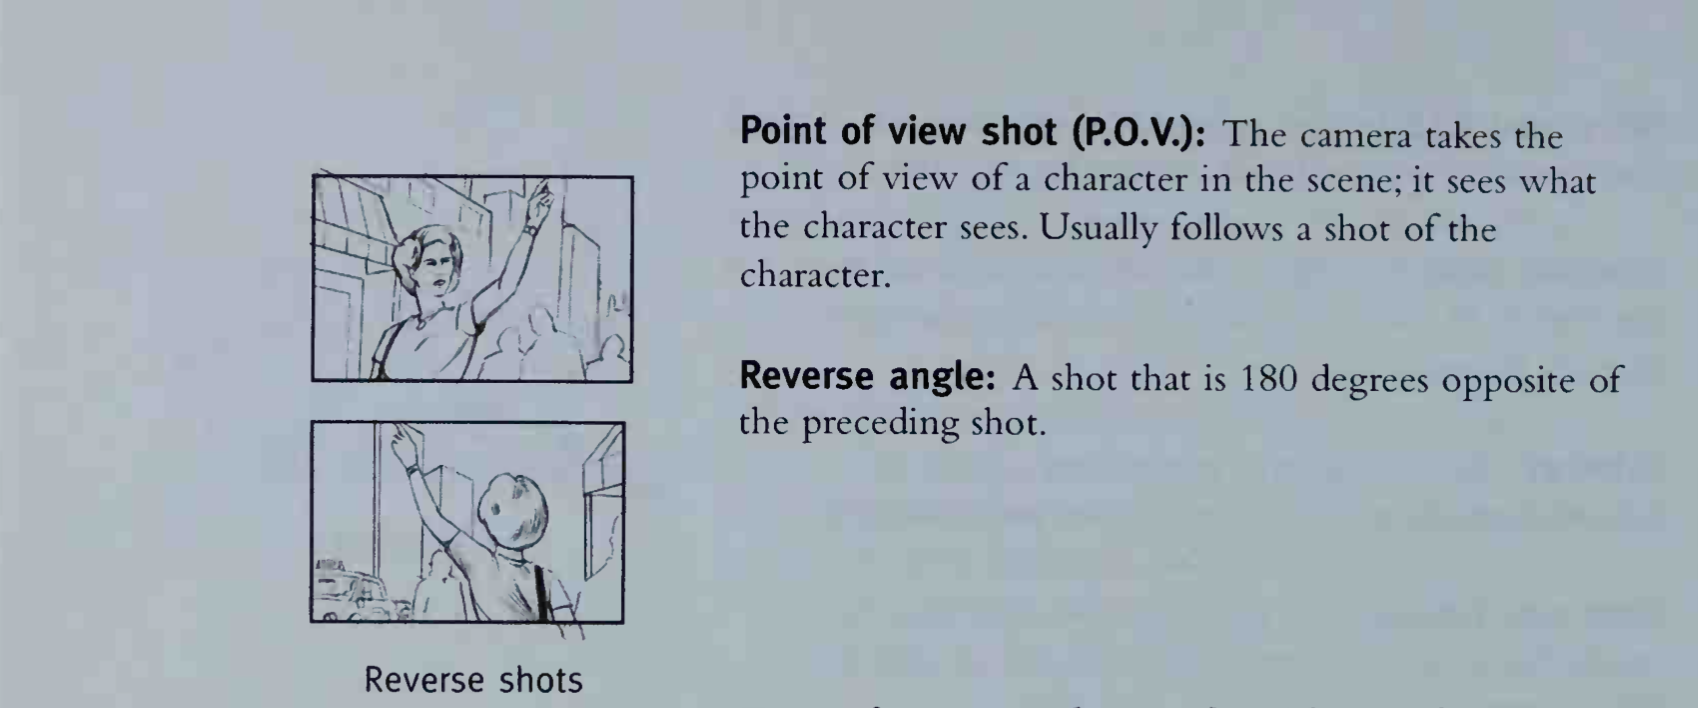 Point of view shot (P.O.V.): The camera takes the
point of view of a character in the scene; it sees what
the character sees. Usually follows a shot of the
character.
Reverse angle: A shot that is 180 degrees opposite of
the preceding shot.
Reverse shots